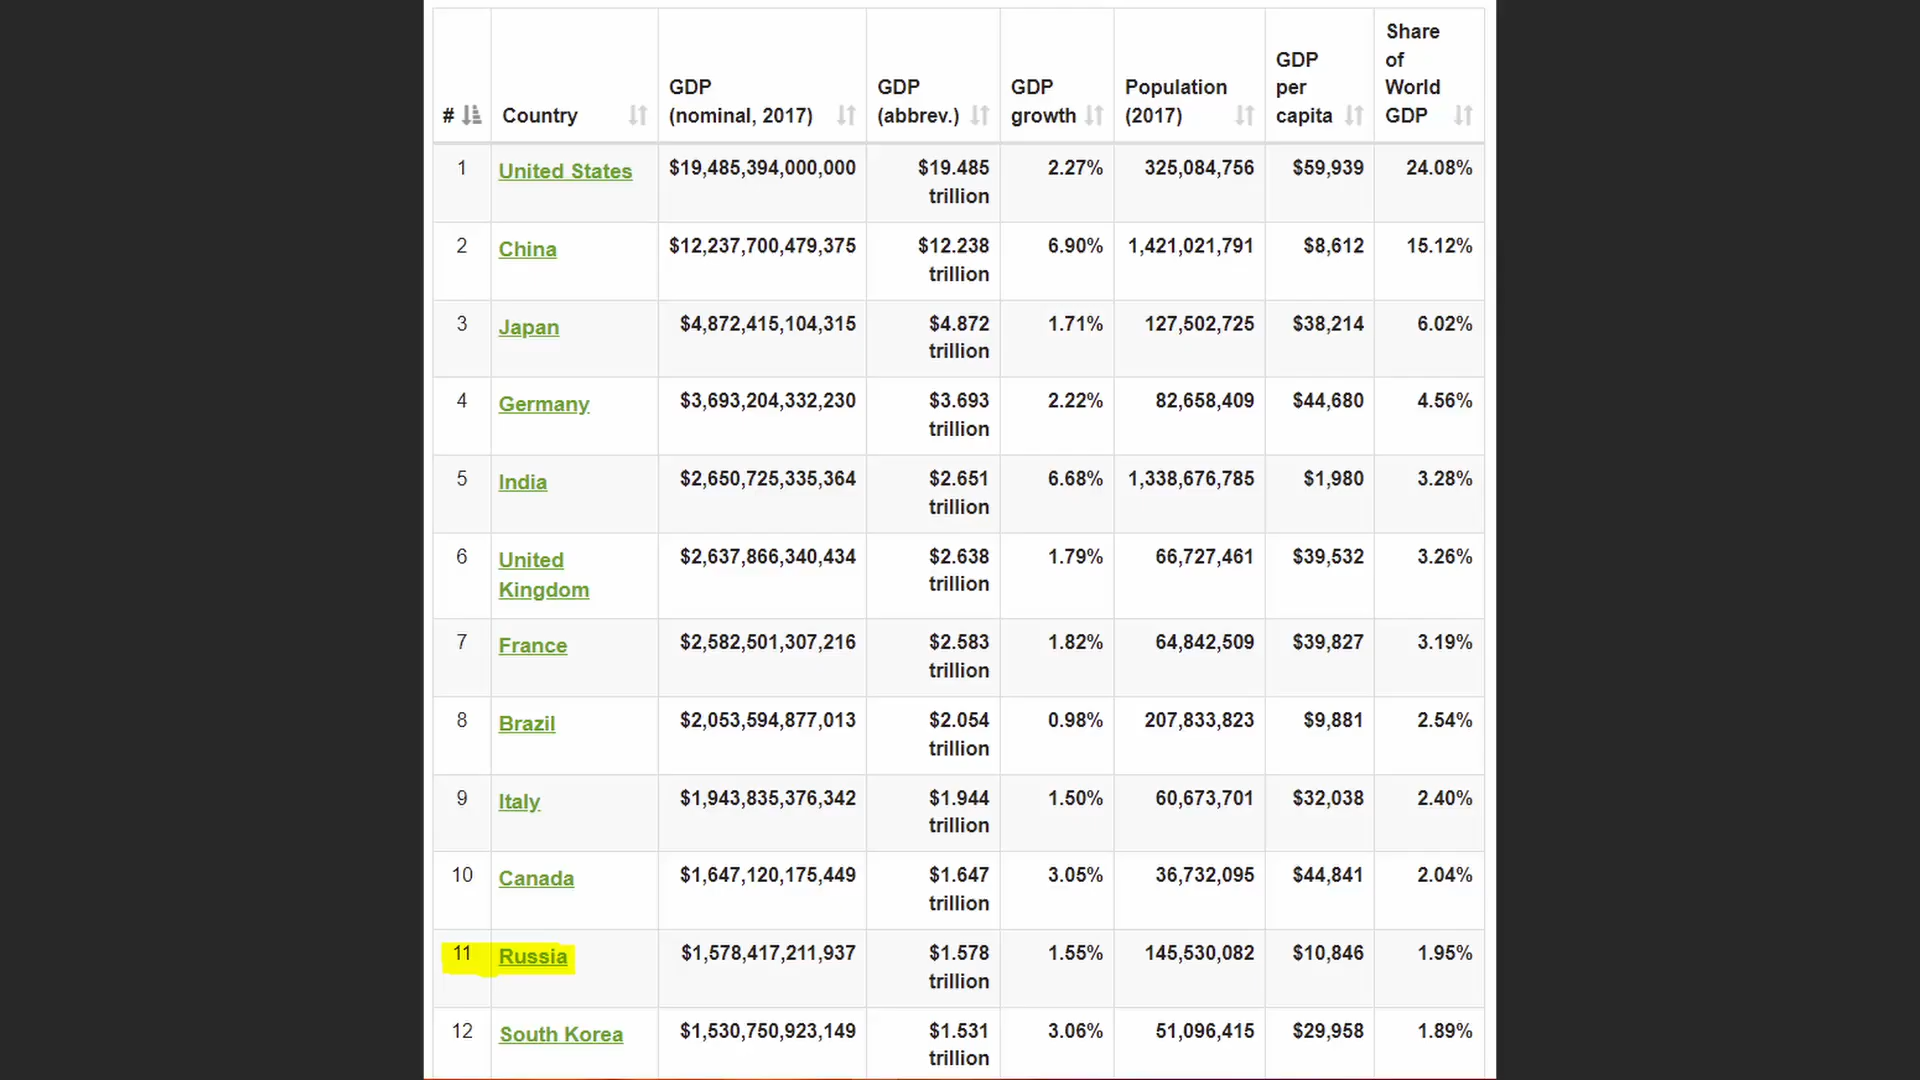 # Country GDP (nominal, 2017) GDP (abbrev.) GDP growth Population (2017) GDP per capita Share of World GDP
1 United States $19,485,394,000,000 $19.485 trillion 2.27% 325,084,756 $59,939 24.08%
2 China $12,237,700,479,375 $12.238 trillion 6.90% 1,421,021,791 $8,612 15.12%
3 Japan $4,872,415,104,315 $4.872 trillion 1.71% 127,502,725 $38,214 6.02%
4 Germany $3,693,204,332,230 $3.693 trillion 2.22% 82,658,409 $44,680 4.56%
5 India $2,650,725,335,364 $2.651 trillion 6.68% 1,338,676,785 $1,980 3.28%
6 United Kingdom $2,637,866,340,434 $2.638 trillion 1.79% 66,727,461 $39,532 3.26%
7 France $2,582,501,307,216 $2.583 trillion 1.82% 64,842,509 $39,827 3.19%
8 Brazil $2,053,594,877,013 $2.054 trillion 0.98% 207,833,823 $9,881 2.54%
9 Italy $1,943,835,376,342 $1.944 trillion 1.50% 60,673,701 $32,038 2.40%
10 Canada $1,647,120,175,449 $1.647 trillion 3.05% 36,732,095 $44,841 2.04%
11 Russia $1,578,417,211,937 $1.578 trillion 1.55% 145,530,082 $10,846 1.95%
12 South Korea $1,530,750,923,149 $1.531 trillion 3.06% 51,096,415 $29,958 1.89%